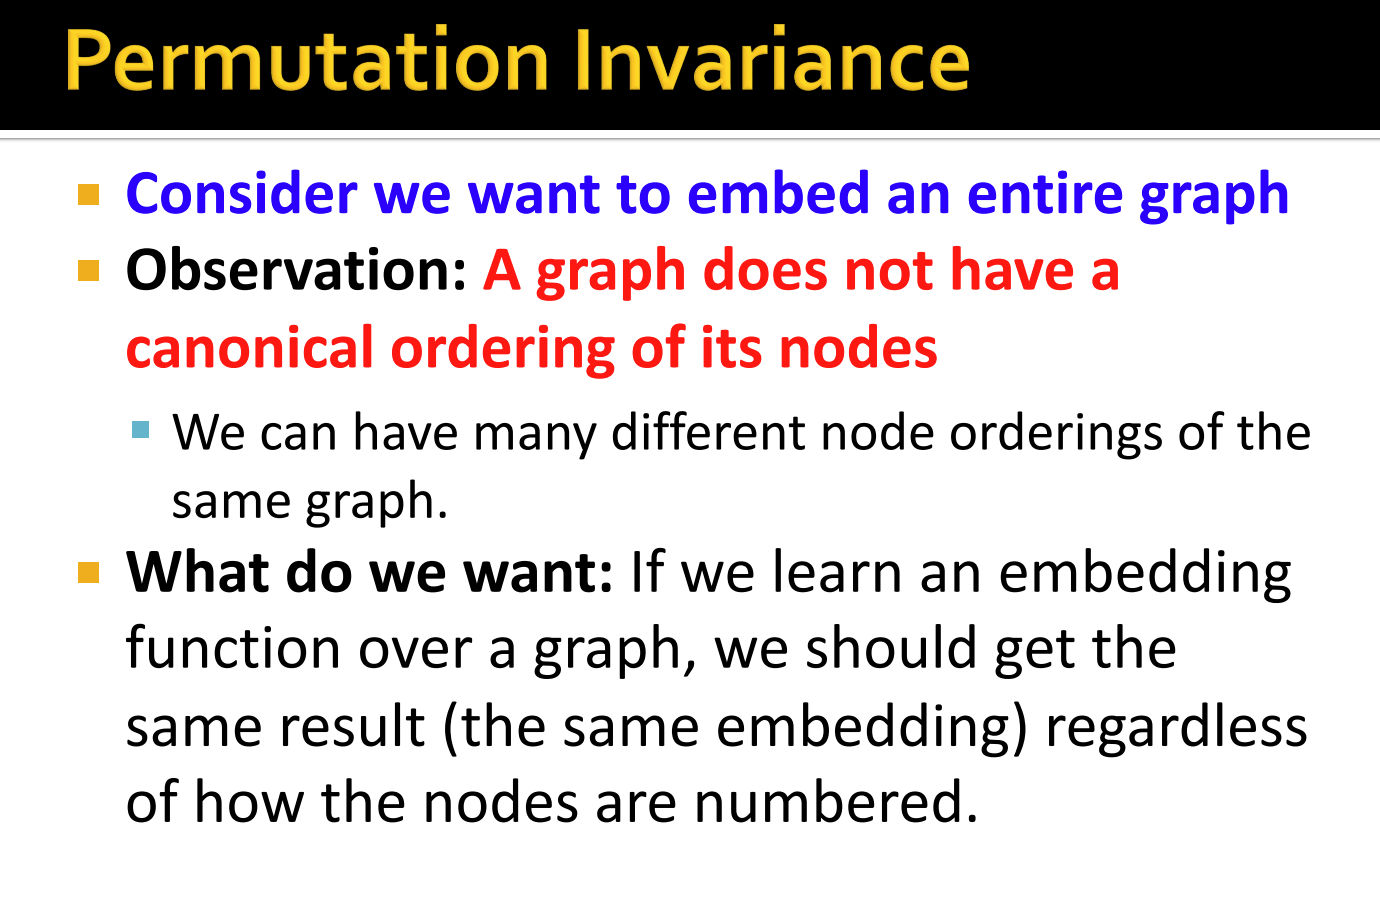 Permutation Invariance
Consider we want to embed an entire graph
Observation: A graph does not have a
canonical ordering of its nodes
We can have many different node orderings of the
same graph.
What do we want: If we learn an embedding
function over a graph, we should get the
same result (the same embedding) regardless
of how the nodes are numbered.